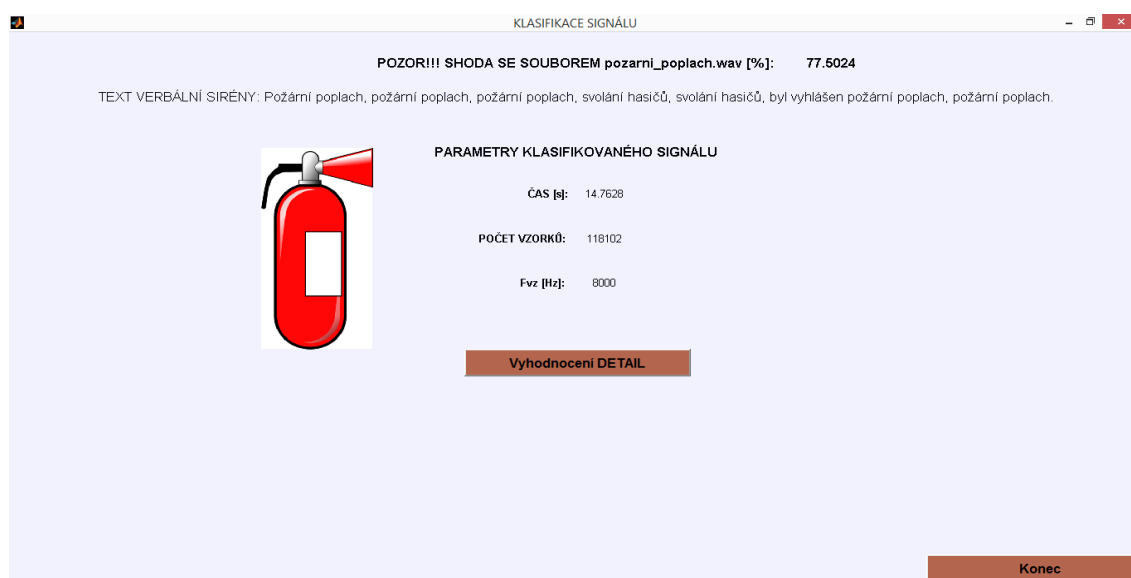 KLASIFIKACE SIGNÁLU
POZOR!!! SHODA SE SOUBOREM pozarni_poplach.wav [%]: 77.5024
TEXT VERBÁLNÍ SIRÉNY: Požární poplach, požární poplach, požární poplach, svolání hasičů, svolání hasičů, byl vyhlášen požární poplach, požární poplach.
PARAMETRY KLASIFIKOVANÉHO SIGNÁLU
ČAS [s]: 14.7628
POČET VZORKŮ: 118102
Fvz [Hz]: 8000
Vyhodnocení DETAIL
Konec